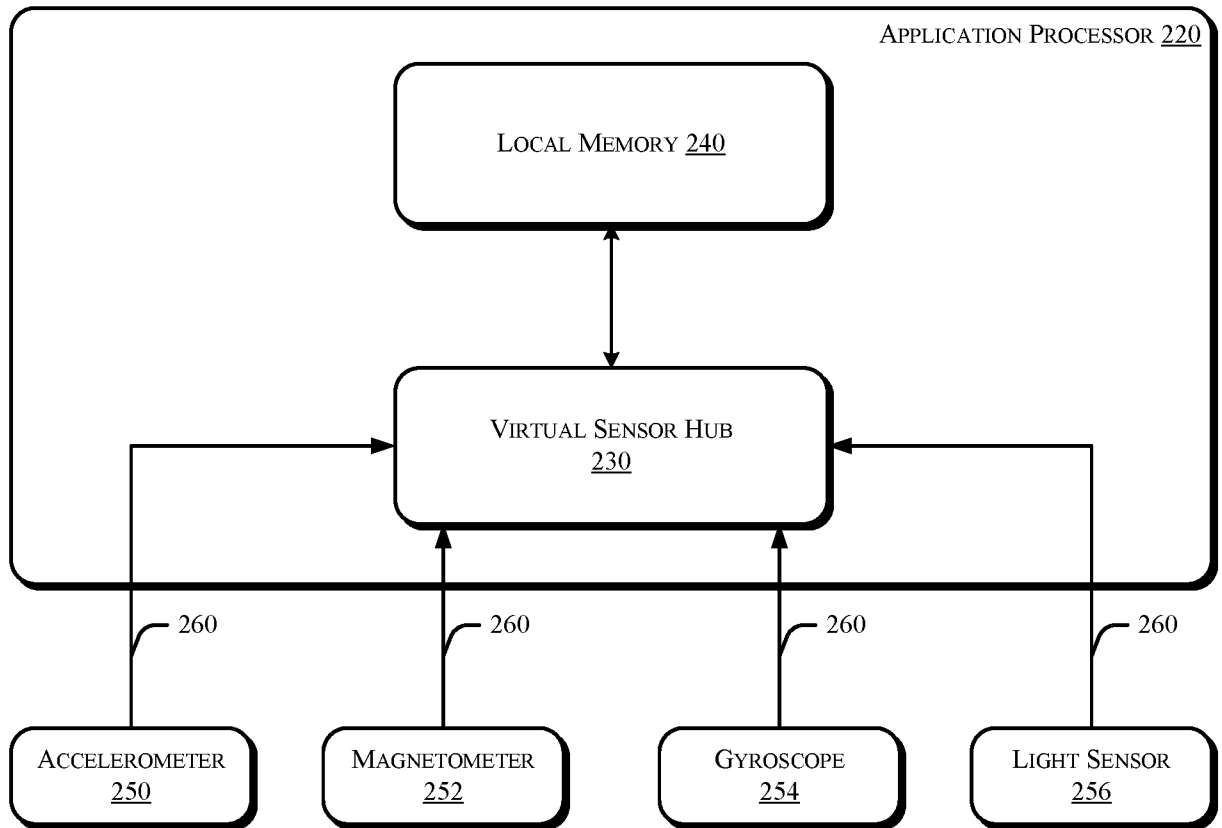 APPLICATION PROCESSOR 220
LOCAL MEMORY 240
VIRTUAL SENSOR HUB
230
260
260
260
260
ACCELEROMETER
250
MAGNETOMETER
252
GYROSCOPE
254
LIGHT SENSOR
256